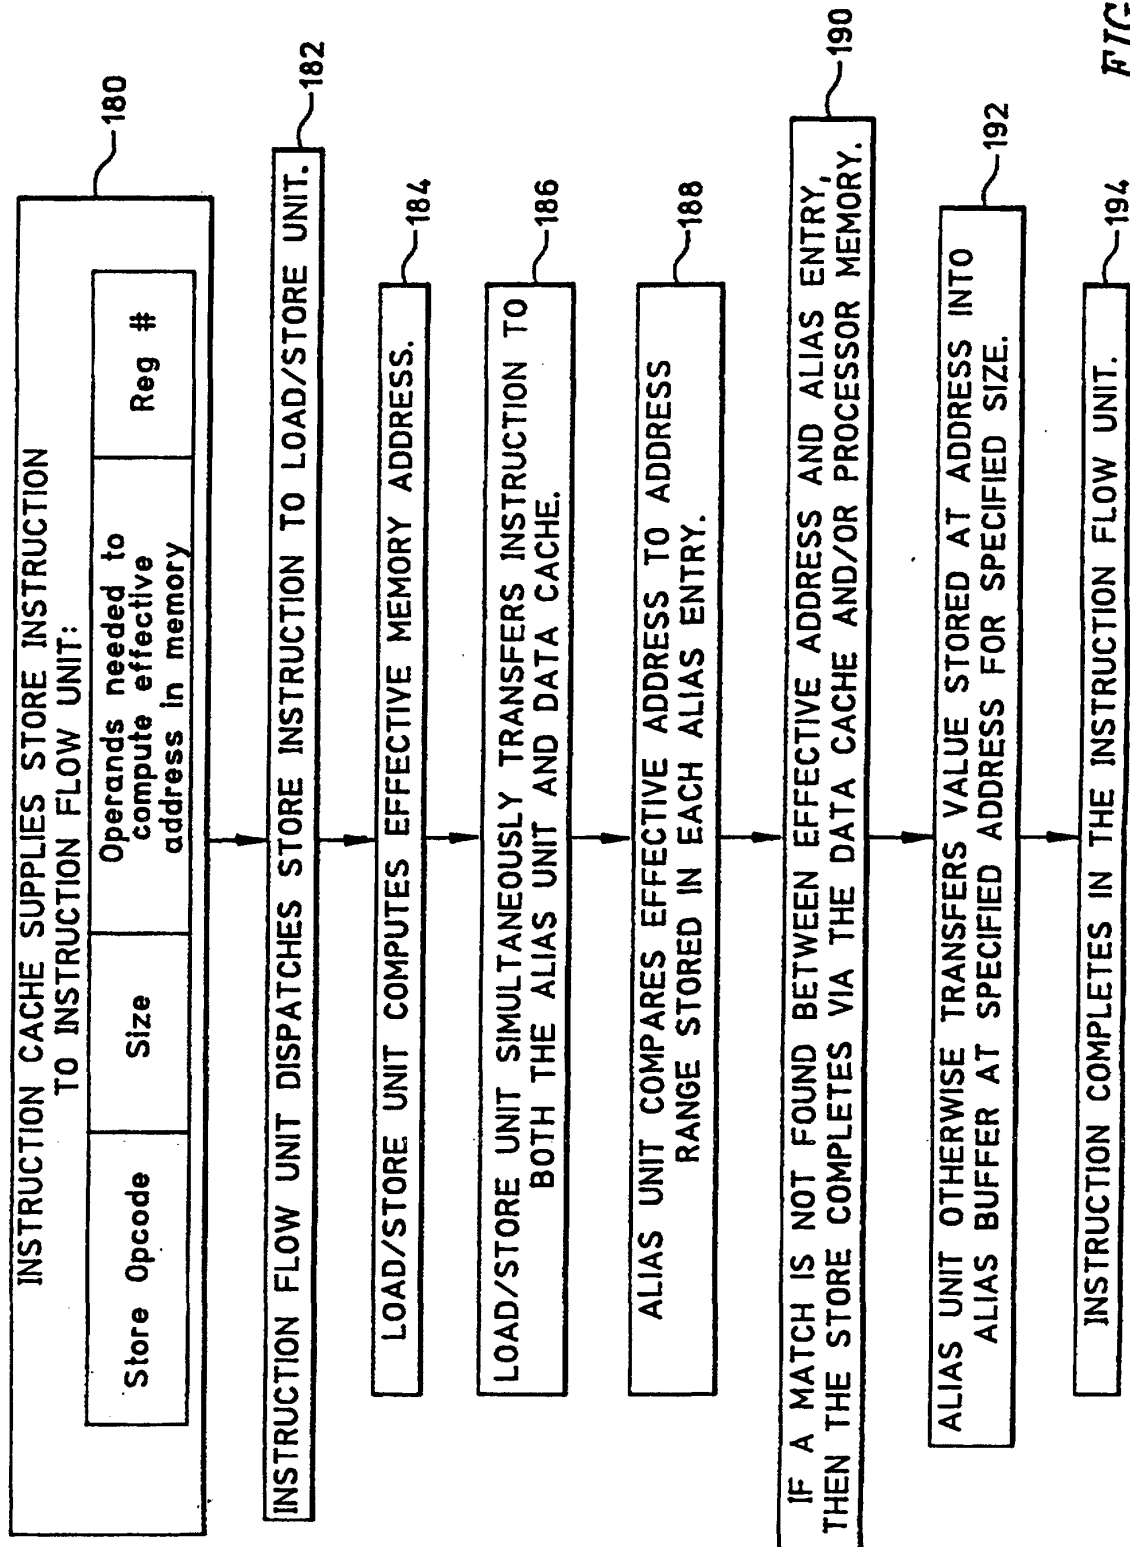 INSTRUCTION CACHE SUPPLIES STORE INSTRUCTION
TO INSTRUCTION FLOW UNIT:
Store Opcode
Size
Operands needed to
compute effective
address in memory
Reg #
180
INSTRUCTION FLOW UNIT DISPATCHES STORE INSTRUCTION TO LOAD/STORE UNIT.
182
LOAD/STORE UNIT COMPUTES EFFECTIVE MEMORY ADDRESS.
184
LOAD/STORE UNIT SIMULTANEOUSLY TRANSFERS INSTRUCTION TO
BOTH THE ALIAS UNIT AND DATA CACHE.
186
ALIAS UNIT COMPARES EFFECTIVE ADDRESS TO ADDRESS
RANGE STORED IN EACH ALIAS ENTRY.
188
IF A MATCH IS NOT FOUND BETWEEN EFFECTIVE ADDRESS AND ALIAS ENTRY,
THEN THE STORE COMPLETES VIA THE DATA CACHE AND/OR PROCESSOR MEMORY.
190
ALIAS UNIT OTHERWISE TRANSFERS VALUE STORED AT ADDRESS INTO
ALIAS BUFFER AT SPECIFIED ADDRESS FOR SPECIFIED SIZE.
192
INSTRUCTION COMPLETES IN THE INSTRUCTION FLOW UNIT.
194
FIG